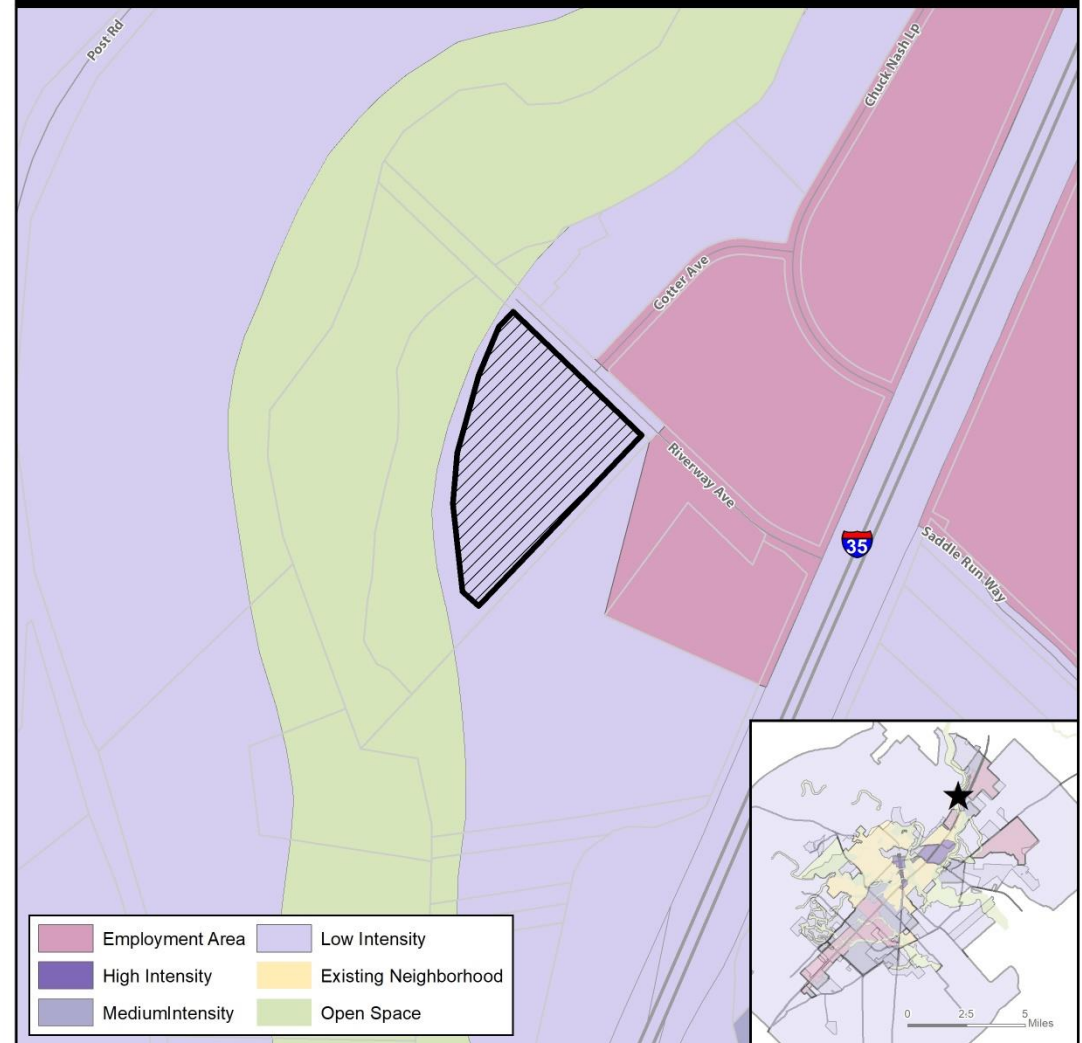 Post Rd
Chuck Nash Lp
Cotter Ave
Riverway Ave
35
Saddle Run Way
Employment Area
High Intensity
MediumIntensity
Low Intensity
Existing Neighborhood
Open Space
0 2.5 5
Miles